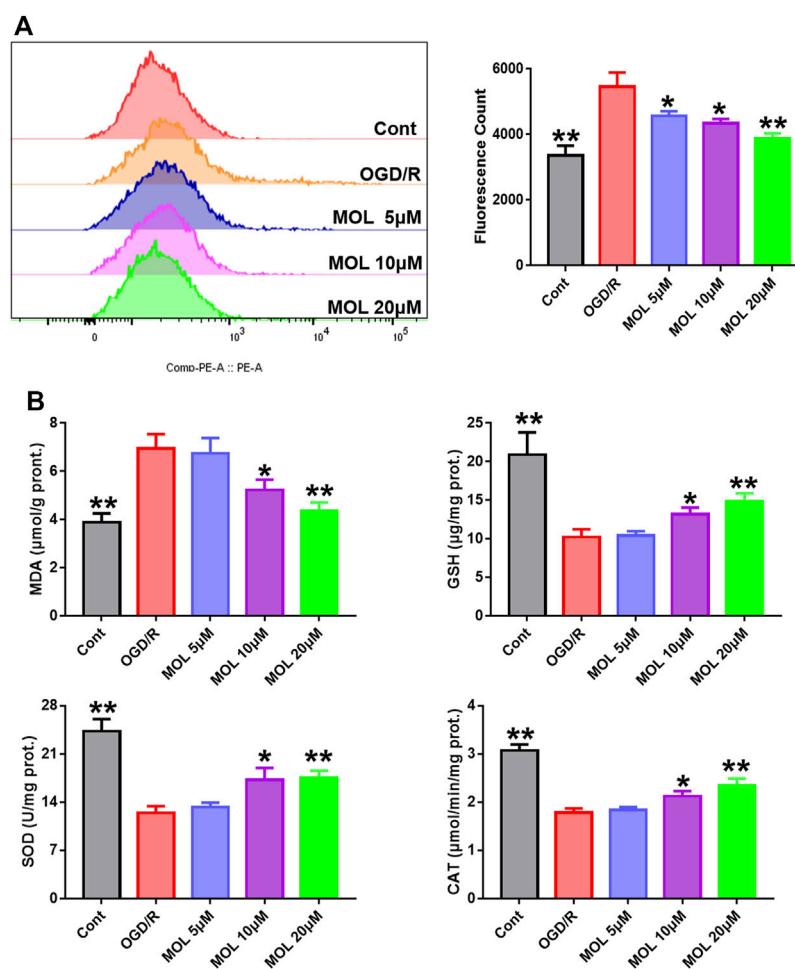 A
Cont
OGD/R
MOL 5µM
MOL 10µM
MOL 20µM
0 10³ 10⁴ 10⁵
Comp-PE-A :: PE-A
Fluorescence Count
6000
4000
2000
0
** * * **
Cont OGD/R MOL 5µM MOL 10µM MOL 20µM
B
MDA (µmol/g pront.)
8
6
4
2
0
** * **
Cont OGD/R MOL 5µM MOL 10µM MOL 20µM
GSH (µg/mg prot.)
25
20
15
10
5
0
** * **
Cont OGD/R MOL 5µM MOL 10µM MOL 20µM
SOD (U/mg prot.)
28
21
14
7
0
** * **
Cont OGD/R MOL 5µM MOL 10µM MOL 20µM
CAT (µmol/min/mg prot.)
4
3
2
1
0
** * **
Cont OGD/R MOL 5µM MOL 10µM MOL 20µM